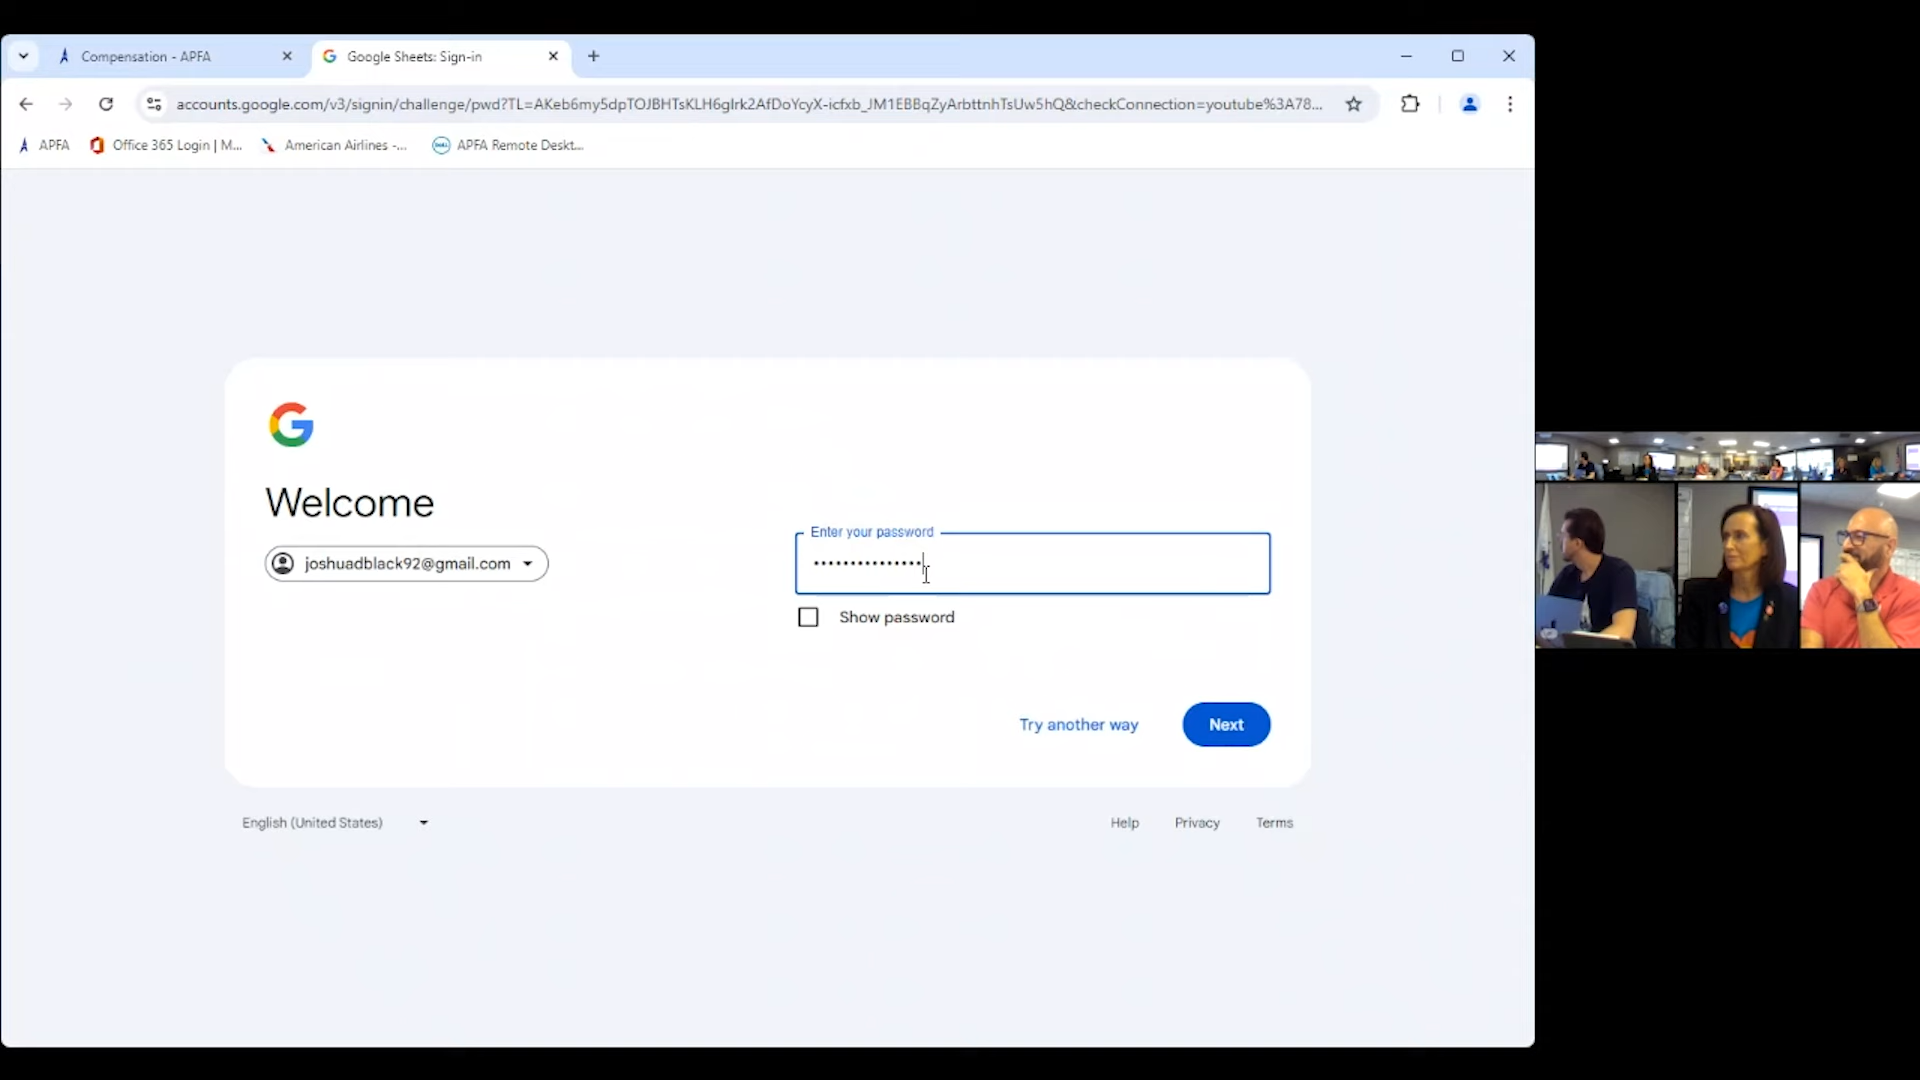 Compensation - APFA
Google Sheets: Sign-in
accounts.google.com/v3/signin/challenge/pwd?TL=AKeb6my5dpTOJBHTsKLH6gIrk2AfDoYcyX-icfxb_JM1EBBqZyArbttnhTsUw5hQ&checkConnection=youtube%3A78...
APFA
Office 365 Login | M...
American Airlines -...
APFA Remote Deskt...
Welcome
joshuadblack92@gmail.com
Enter your password
•••••••••••••••
Show password
Try another way
Next
English (United States)
Help
Privacy
Terms